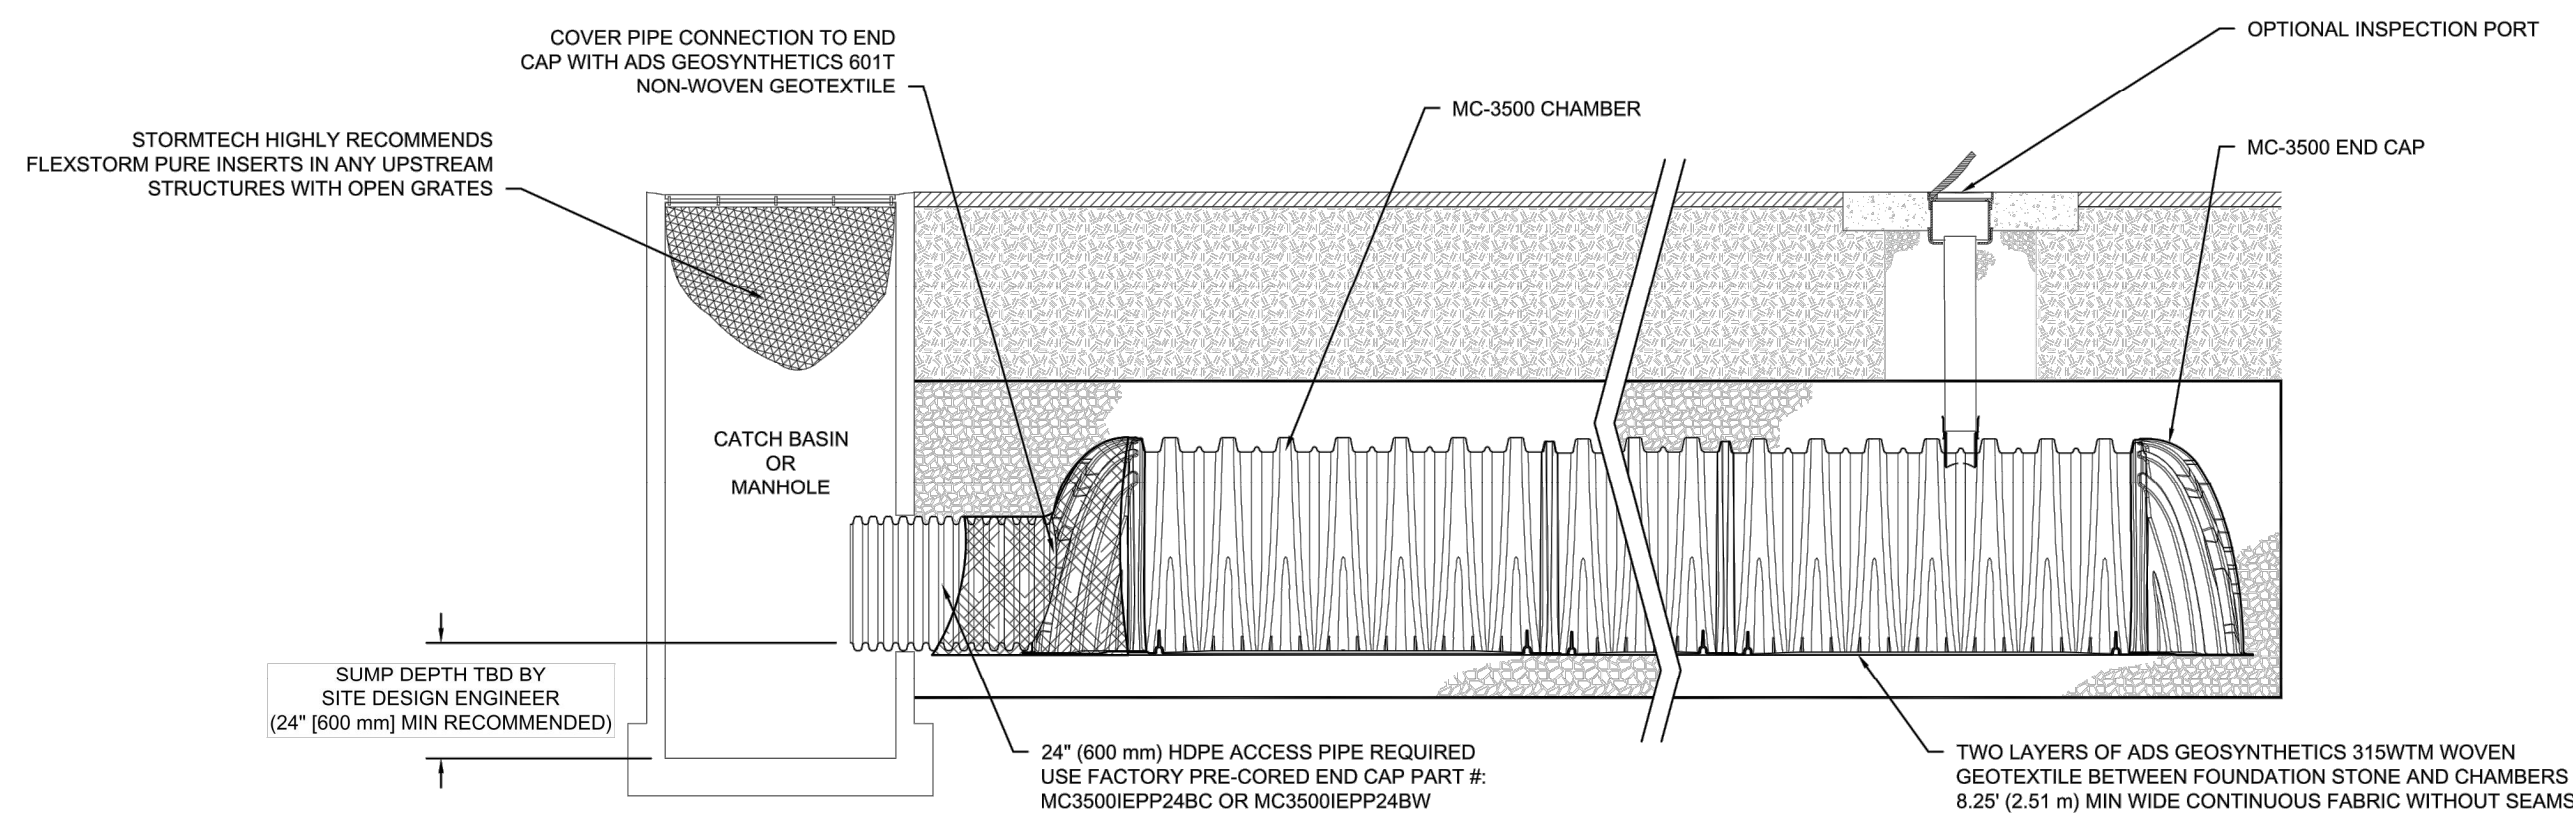 COVER PIPE CONNECTION TO END
CAP WITH ADS GEOSYNTHETICS 601T
NON-WOVEN GEOTEXTILE
STORMTECH HIGHLY RECOMMENDS
FLEXSTORM PURE INSERTS IN ANY UPSTREAM
STRUCTURES WITH OPEN GRATES
MC-3500 CHAMBER
OPTIONAL INSPECTION PORT
MC-3500 END CAP
CATCH BASIN
OR
MANHOLE
SUMP DEPTH TBD BY
SITE DESIGN ENGINEER
(24" [600 mm] MIN RECOMMENDED)
24" (600 mm) HDPE ACCESS PIPE REQUIRED
USE FACTORY PRE-CORED END CAP PART #:
MC3500IEPP24BC OR MC3500IEPP24BW
TWO LAYERS OF ADS GEOSYNTHETICS 315WTM WOVEN
GEOTEXTILE BETWEEN FOUNDATION STONE AND CHAMBERS
8.25' (2.51 m) MIN WIDE CONTINUOUS FABRIC WITHOUT SEAMS